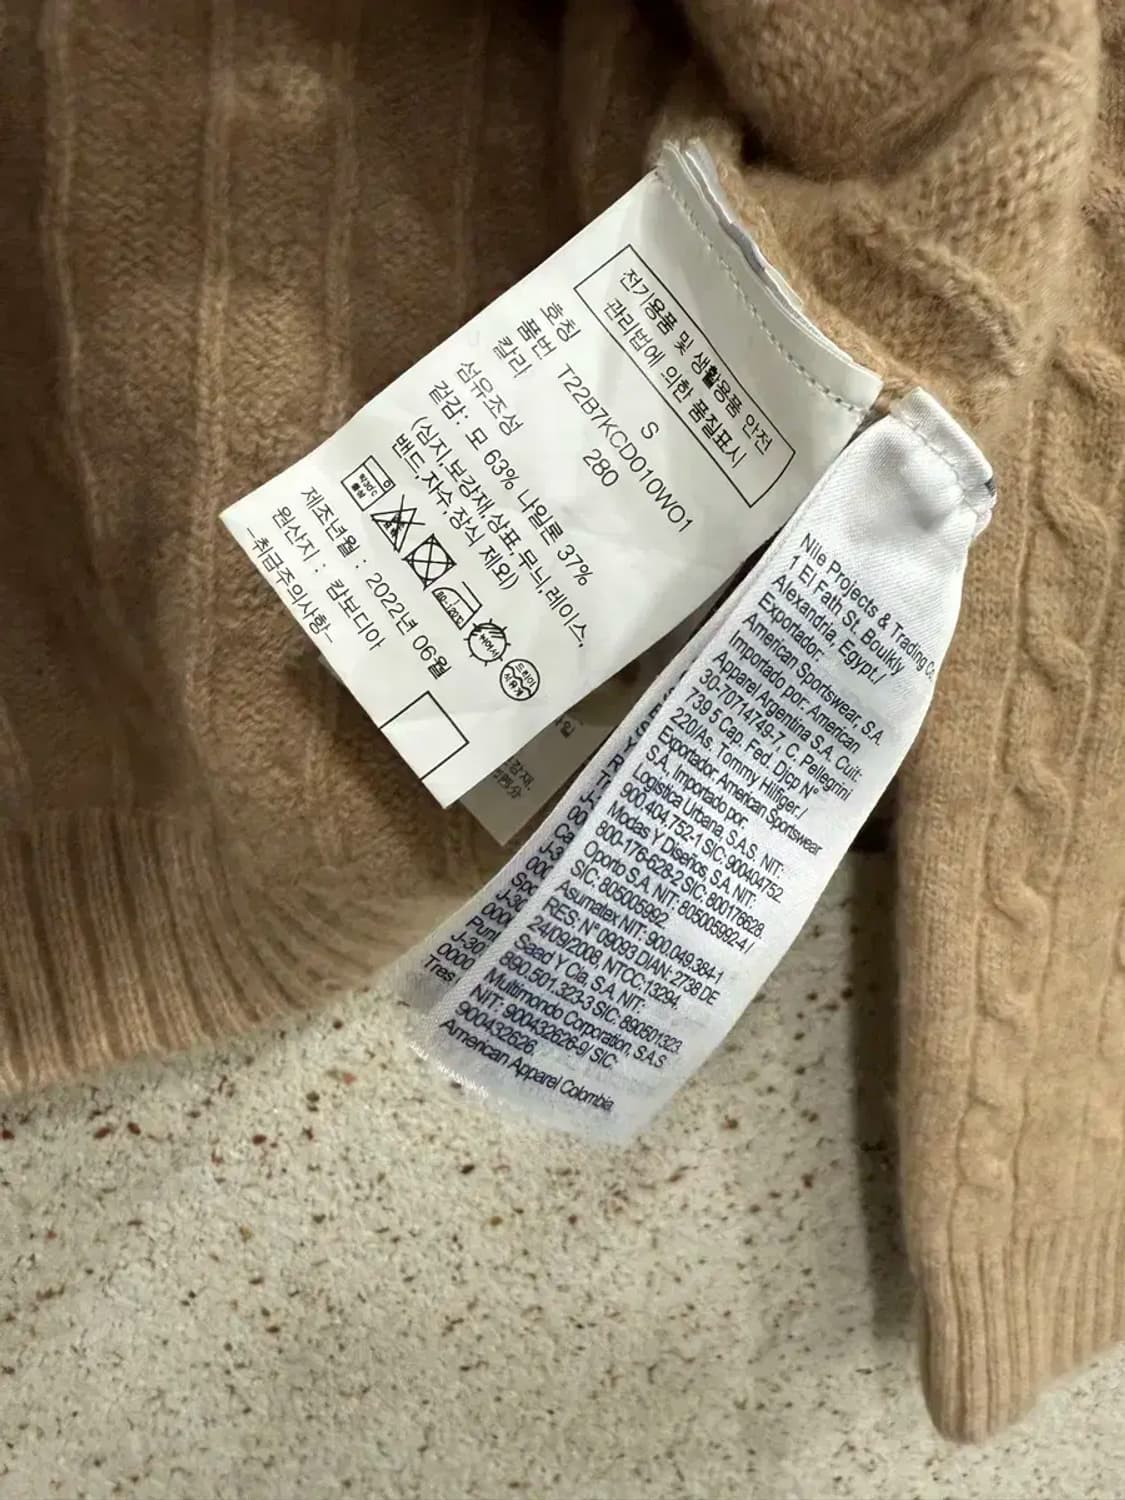 전기용품 및 생활용품 안전
관리법에 의한 품질표시
호칭 S
품번 T22B7KCD010W01
칼라 280
섬유조성
겉감: 모 63% 나일론 37%
(심지,보강재,상표,무늬,레이스,
밴드,자수,장식 제외)
제조년월 : 2022년 06월
원산지 : 캄보디아
-취급주의사항-
Nile Projects & Trading Co.
1 El Fath St. Boulkly
Alexandria, Egypt./
Exportador:
American Sportswear, S.A.
Importado por: American
Apparel Argentina S.A. Cuit:
30-70714749-7, C. Pellegrini
739 5 Cap. Fed. Djcp N°
220/As. Tommy Hilfiger./
Exportador: American Sportswear
S.A, Importado por:
Logistica Urbana, S.A.S. NIT:
900.404.752-1 SIC: 900404752.
Modas Y Diseños, S.A. NIT:
800-176-628-2 SIC: 800176628.
Oporto S.A. NIT: 805005992-4./
SIC: 805005992.
Asumatex NIT: 900.049.384-1
RES: N° 09093 DIAN: 2738 DE
24/09/2008. NTCC:13294.
Saad Y Cia, S.A. NIT:
890.501.323-3 SIC: 890501323.
Multimondo Corporation, S.A.S
NIT: 900432626-9/ SIC:
900432626.
American Apparel Colombia
J-30
0000
Tres